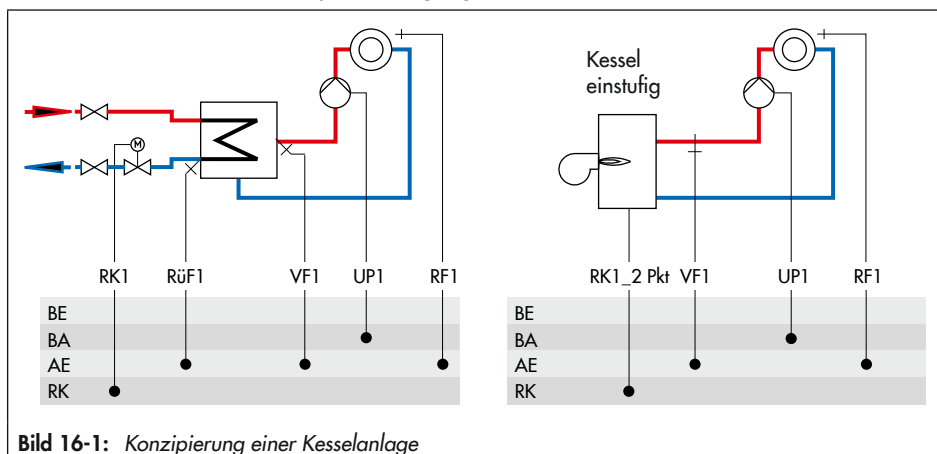 Kessel
einstufig
M
RK1 RüF1 VF1 UP1 RF1
RK1_2 Pkt VF1 UP1 RF1
BE
BA
AE
RK
BE
BA
AE
RK
Bild 16-1: Konzipierung einer Kesselanlage